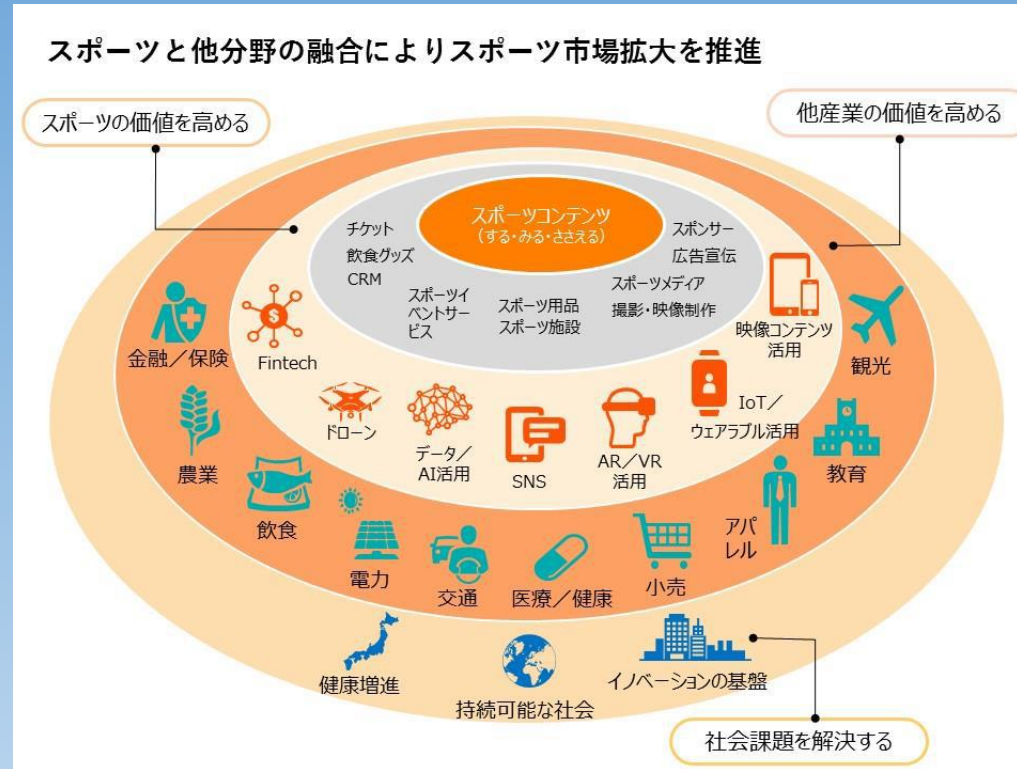 スポーツと他分野の融合によりスポーツ市場拡大を推進
スポーツの価値を高める
他産業の価値を高める
スポーツコンテンツ
(する・みる・ささえる)
チケット
飲食グッズ
CRM
スポーツイ
ベントサー
ビス
スポーツ用品
スポーツ施設
スポンサー
広告宣伝
スポーツメディア
撮影・映像制作
Fintech
ドローン
データ/
AI活用
SNS
AR/VR
活用
IoT/
ウェアラブル活用
映像コンテンツ
活用
金融/保険
農業
飲食
電力
交通
医療/健康
小売
アパ
レル
教育
観光
健康増進
持続可能な社会
イノベーションの基盤
社会課題を解決する